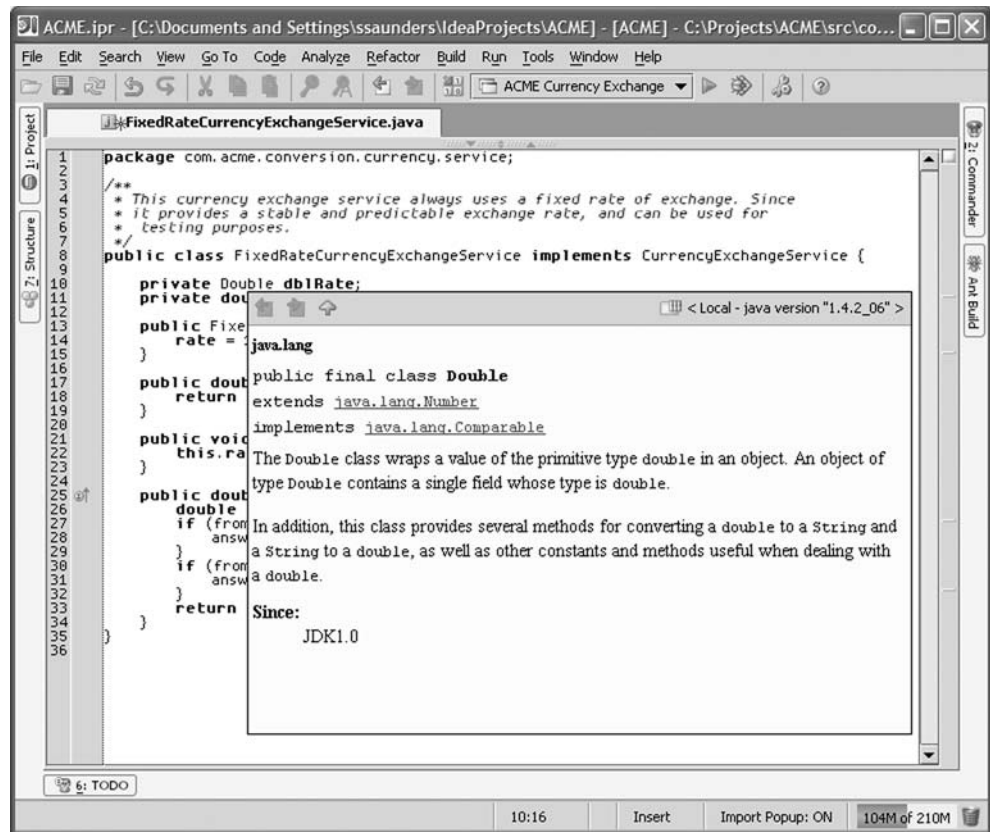 ACME.ipr - [C:\Documents and Settings\ssaunders\IdeaProjects\ACME] - [ACME] - C:\Projects\ACME\src\co...
File Edit Search View Go To Code Analyze Refactor Build Run Tools Window Help
ACME Currency Exchange
FixedRateCurrencyExchangeService.java
1: Project
7: Structure
2: Commander
Ant Build
1 package com.acme.conversion.currency.service;
2
3 /**
4 * This currency exchange service always uses a fixed rate of exchange. Since
5 * it provides a stable and predictable exchange rate, and can be used for
6 * testing purposes.
7 */
8 public class FixedRateCurrencyExchangeService implements CurrencyExchangeService {
9
10 private Double dblRate;
11 private dou
12
13 public Fixe
14 rate =
15 }
16
17 public doub
18 return
19 }
20
21 public void
22 this.ra
23 }
24
25 public doub
26 double
27 if (from
28 answ
29 }
30 if (from
31 answ
32 }
33 return
34 }
35 }
36
< Local - java version "1.4.2_06" >
java.lang
public final class Double
extends java.lang.Number
implements java.lang.Comparable
The Double class wraps a value of the primitive type double in an object. An object of
type Double contains a single field whose type is double.
In addition, this class provides several methods for converting a double to a String and
a String to a double, as well as other constants and methods useful when dealing with
a double.
Since:
JDK1.0
6: TODO
10:16 Insert Import Popup: ON 104M of 210M